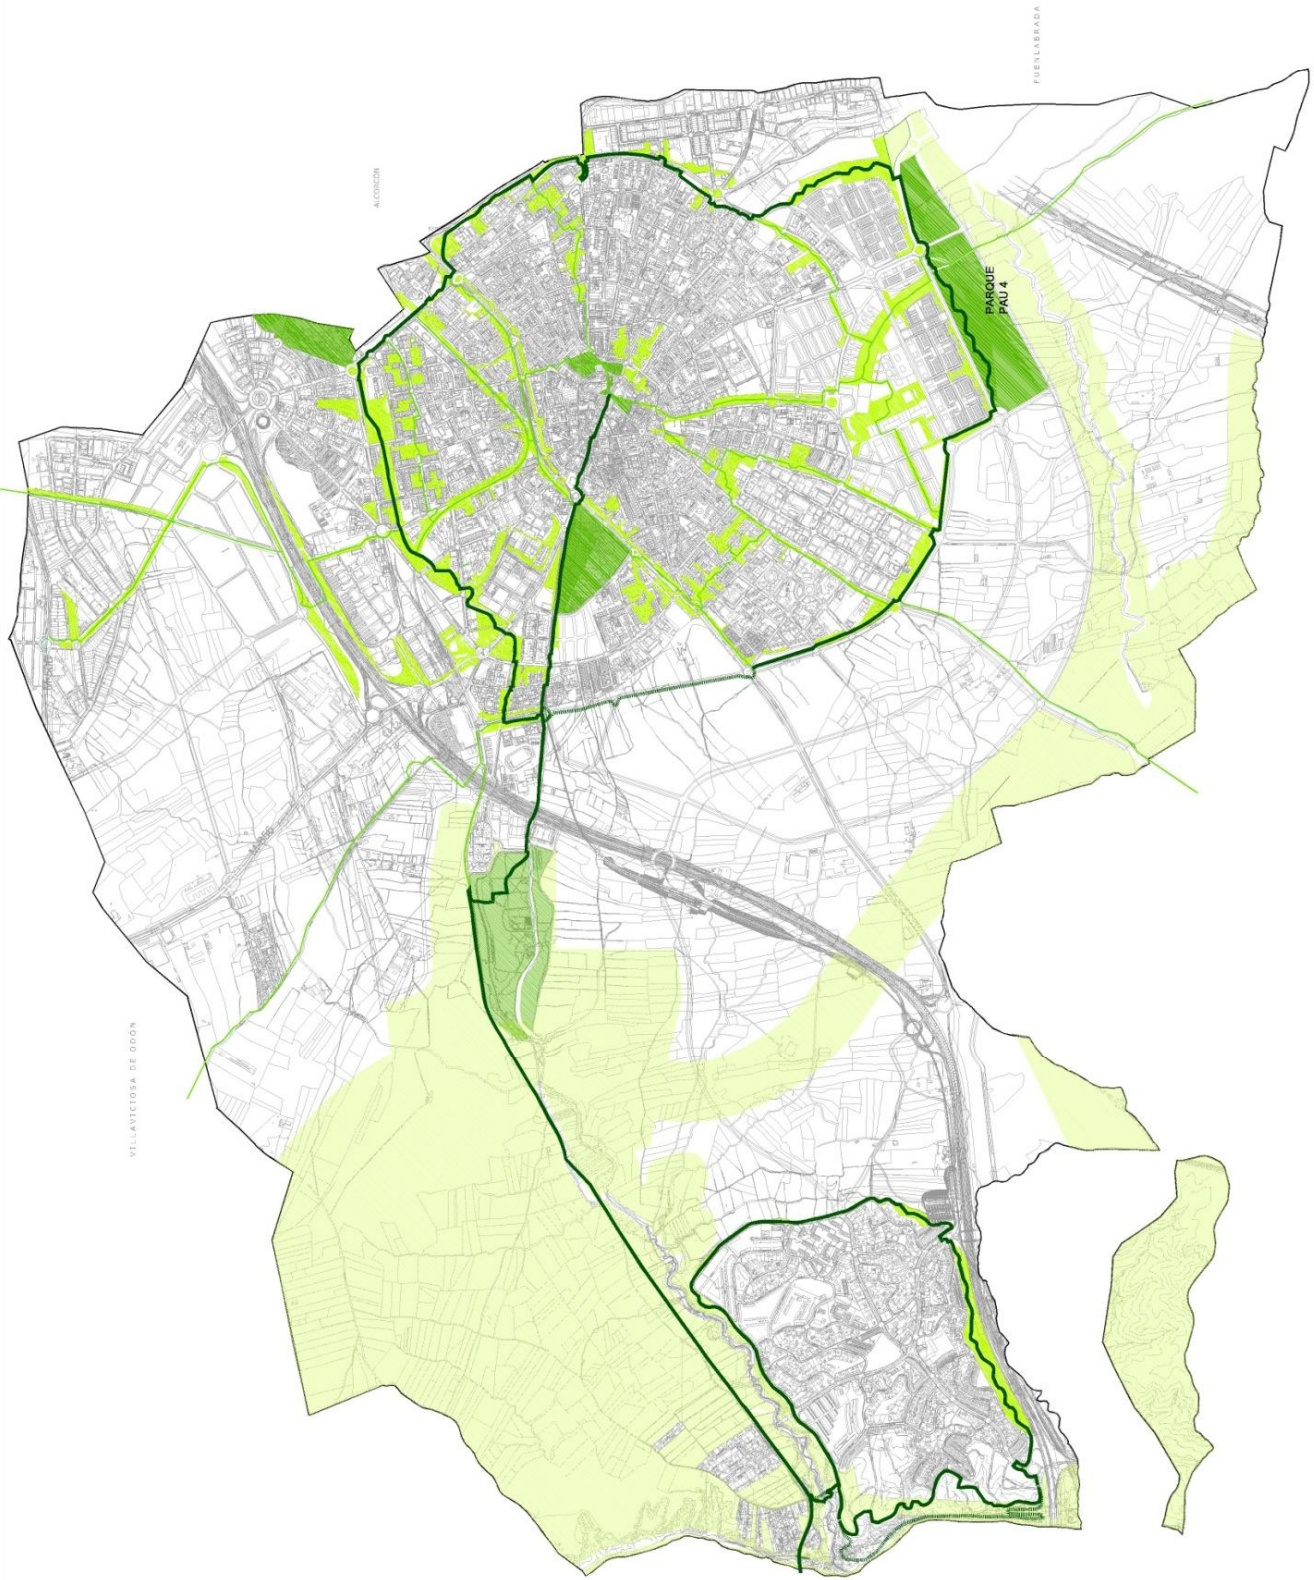 FUENLABRADA
ALCORCÓN
PARQUE
PAU 4
VILLAVICIOSA DE ODÓN